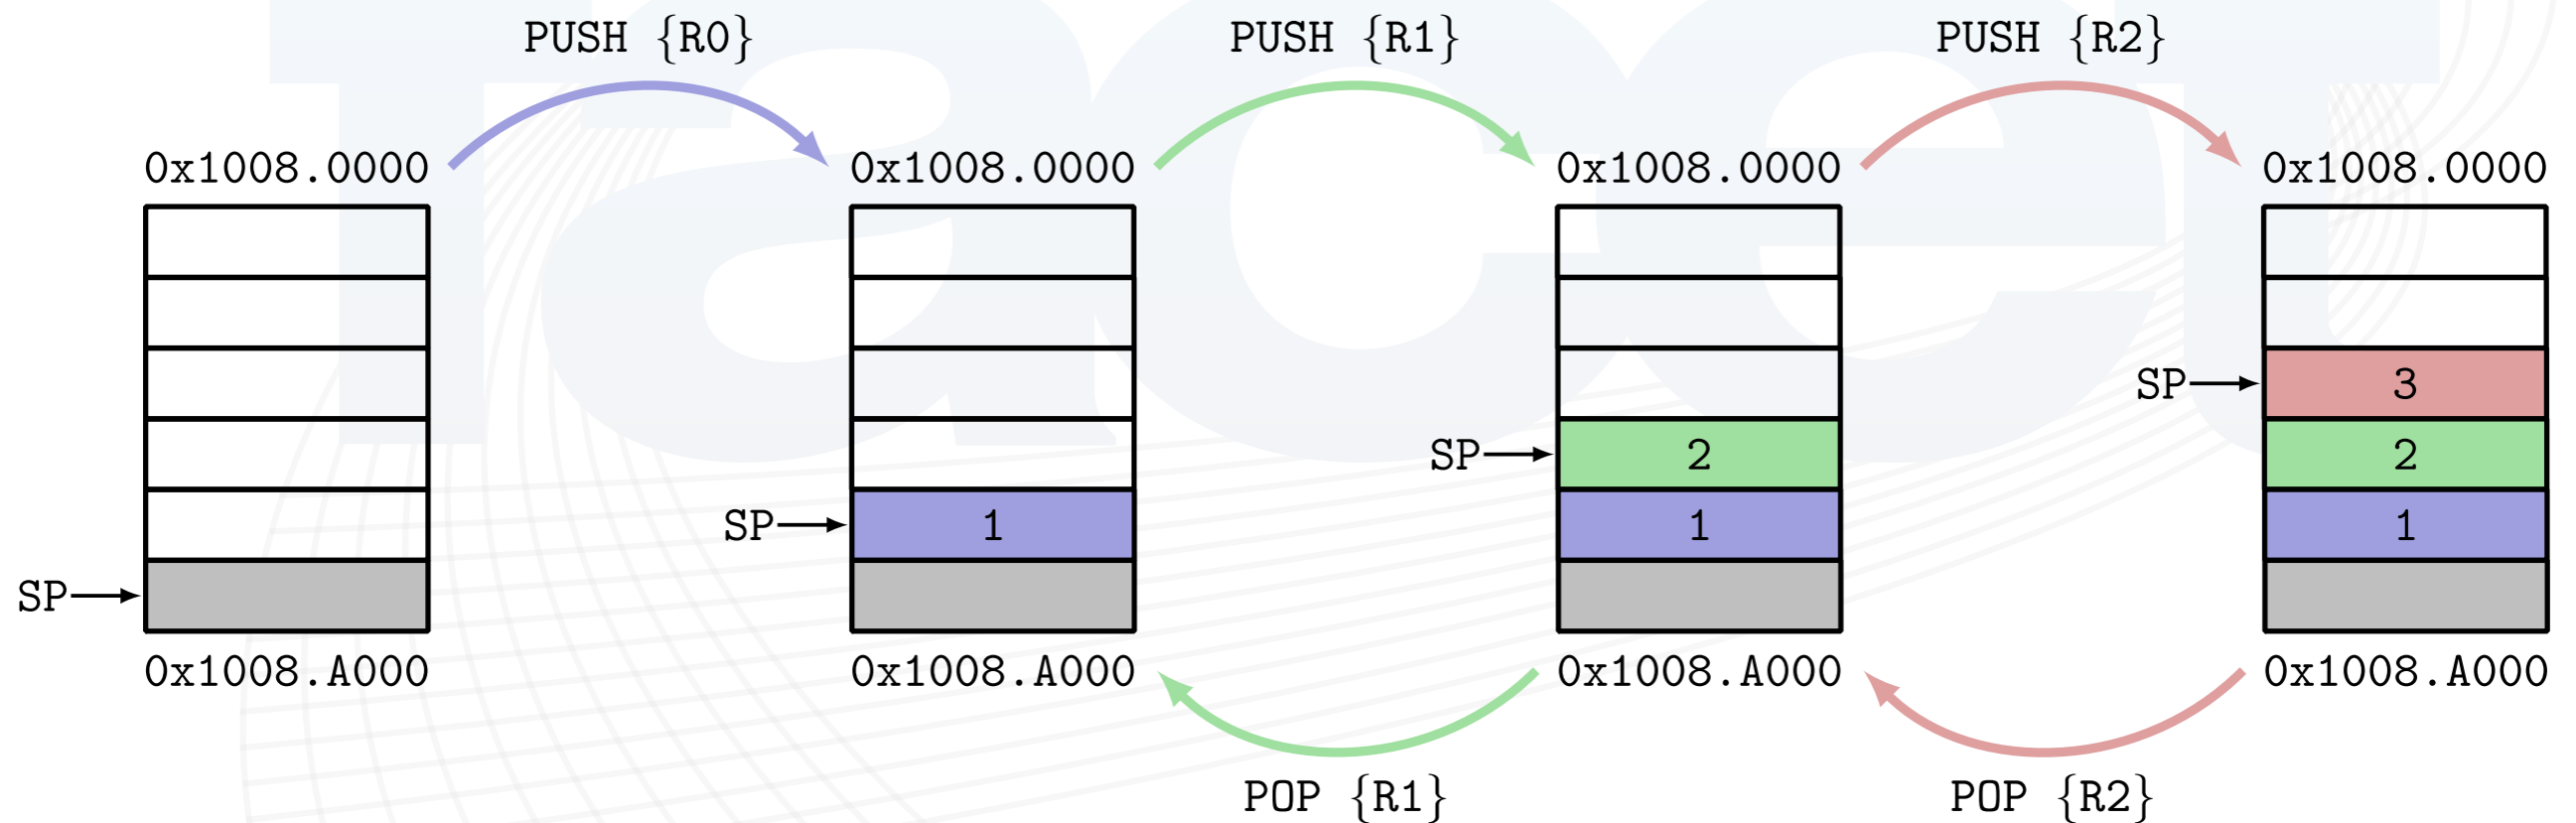 PUSH {R0}
PUSH {R1}
PUSH {R2}
0x1008.0000
0x1008.0000
0x1008.0000
0x1008.0000
SP
3
SP
2
2
SP
1
1
1
SP
0x1008.A000
0x1008.A000
0x1008.A000
0x1008.A000
POP {R1}
POP {R2}